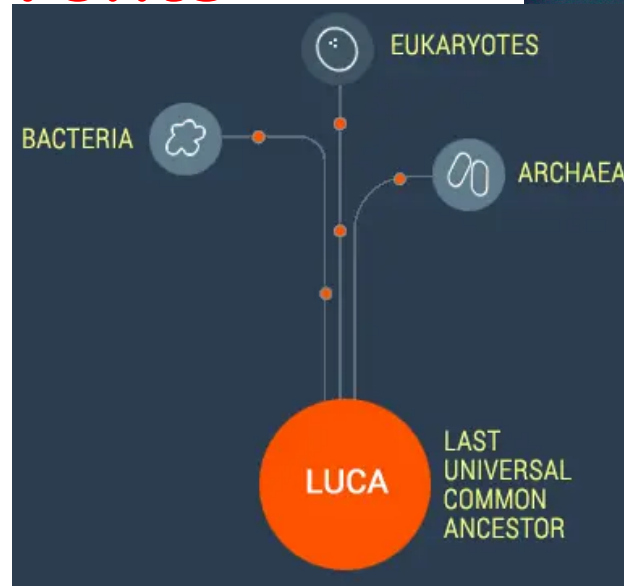 EUKARYOTES
BACTERIA
ARCHAEA
LUCA
LAST
UNIVERSAL
COMMON
ANCESTOR